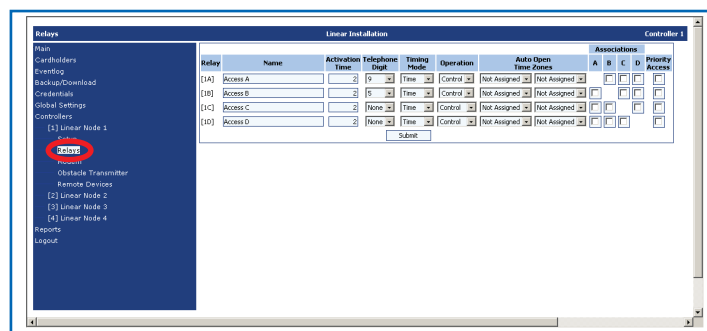 Relays Linear Installation Controller 1
Main
Cardholders
Eventlog
Backup/Download
Credentials
Global Settings
Controllers
[1] Linear Node 1
Setup
Relays
Modem
Obstacle Transmitter
Remote Devices
[2] Linear Node 2
[3] Linear Node 3
[4] Linear Node 4
Reports
Logout
Associations
Relay Name Activation Time Telephone Digit Timing Mode Operation Auto Open Time Zones A B C D Priority Access
[1A] Access A 2 9 Time Control Not Assigned Not Assigned
[1B] Access B 2 5 Time Control Not Assigned Not Assigned
[1C] Access C 2 None Time Control Not Assigned Not Assigned
[1D] Access D 2 None Time Control Not Assigned Not Assigned
Submit